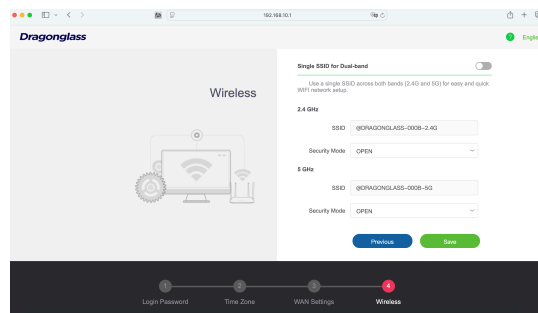 192.168.10.1
Dragonglass
?
Englis
Wireless
Single SSID for Dual-band
Use a single SSID across both bands (2.4G and 5G) for easy and quick
WIFI network setup.
2.4 GHz
SSID @DRAGONGLASS-000B-2.4G
Security Mode OPEN
5 GHz
SSID @DRAGONGLASS-000B-5G
Security Mode OPEN
Previous Save
1 2 3 4
Login Password Time Zone WAN Settings Wireless